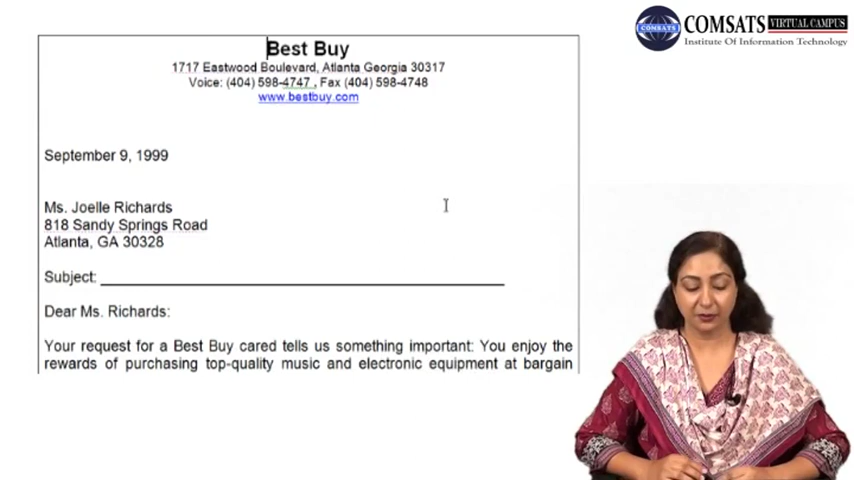 Best Buy
1717 Eastwood Boulevard, Atlanta Georgia 30317
Voice: (404) 598-4747 , Fax (404) 598-4748
www.bestbuy.com
September 9, 1999
Ms. Joelle Richards
818 Sandy Springs Road
Atlanta, GA 30328
Subject: ___________________________
Dear Ms. Richards:
Your request for a Best Buy cared tells us something important: You enjoy the
rewards of purchasing top-quality music and electronic equipment at bargain
COMSATS
COMSATS VIRTUAL CAMPUS
Institute Of Information Technology